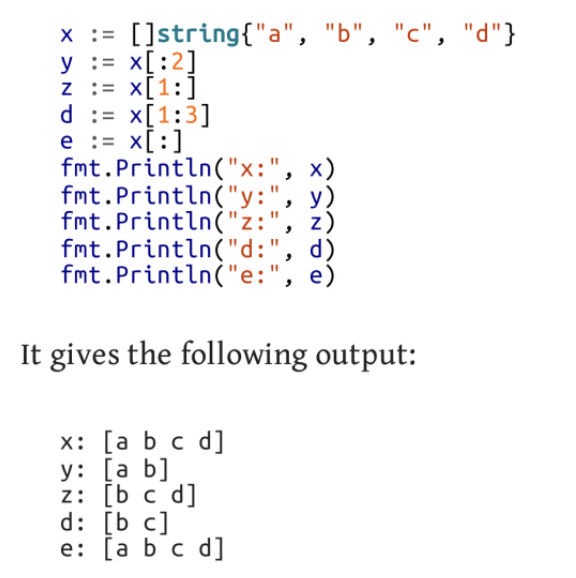 x := []string{"a", "b", "c", "d"}
y := x[:2]
z := x[1:]
d := x[1:3]
e := x[:]
fmt.Println("x:", x)
fmt.Println("y:", y)
fmt.Println("z:", z)
fmt.Println("d:", d)
fmt.Println("e:", e)
It gives the following output:
x: [a b c d]
y: [a b]
z: [b c d]
d: [b c]
e: [a b c d]